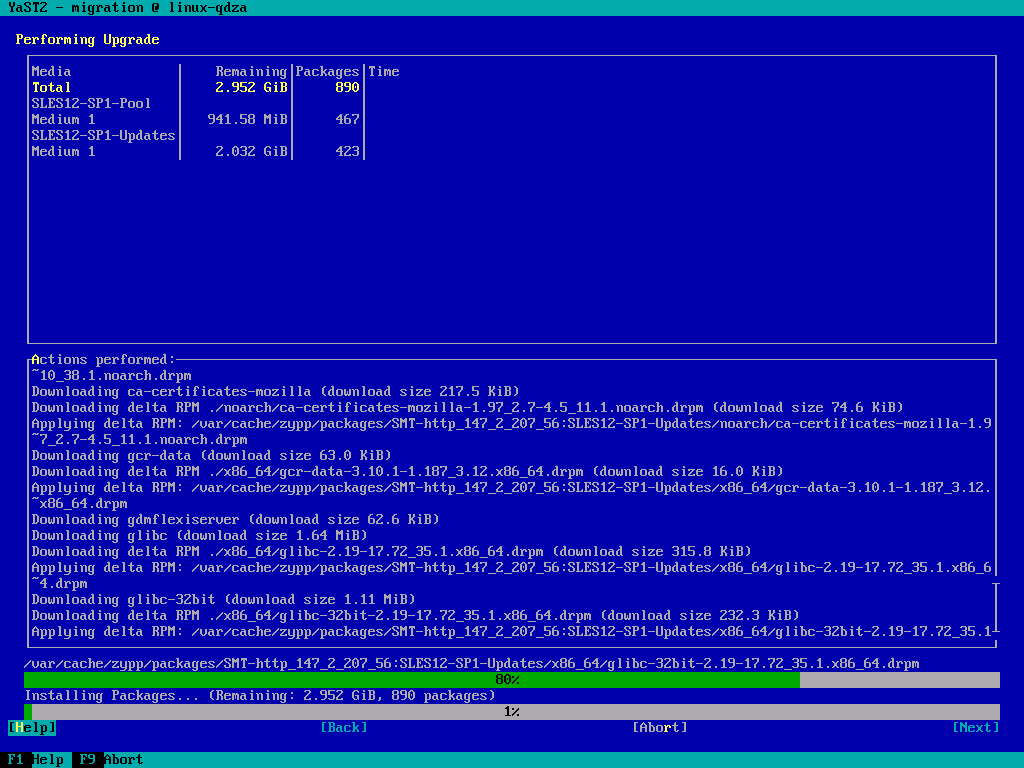 YaST2 - migration @ linux-qdza
Performing Upgrade
Media Remaining Packages Time
Total 2.952 GiB 890
SLES12-SP1-Pool
Medium 1 941.58 MiB 467
SLES12-SP1-Updates
Medium 1 2.032 GiB 423
Actions performed:
~10_38.1.noarch.drpm
Downloading ca-certificates-mozilla (download size 217.5 KiB)
Downloading delta RPM ./noarch/ca-certificates-mozilla-1.97_2.7-4.5_11.1.noarch.drpm (download size 74.6 KiB)
Applying delta RPM: /var/cache/zypp/packages/SMT-http_147_2_207_56:SLES12-SP1-Updates/noarch/ca-certificates-mozilla-1.9
~7_2.7-4.5_11.1.noarch.drpm
Downloading gcr-data (download size 63.0 KiB)
Downloading delta RPM ./x86_64/gcr-data-3.10.1-1.187_3.12.x86_64.drpm (download size 16.0 KiB)
Applying delta RPM: /var/cache/zypp/packages/SMT-http_147_2_207_56:SLES12-SP1-Updates/x86_64/gcr-data-3.10.1-1.187_3.12.
~x86_64.drpm
Downloading gdmflexiserver (download size 62.6 KiB)
Downloading glibc (download size 1.64 MiB)
Downloading delta RPM ./x86_64/glibc-2.19-17.72_35.1.x86_64.drpm (download size 315.8 KiB)
Applying delta RPM: /var/cache/zypp/packages/SMT-http_147_2_207_56:SLES12-SP1-Updates/x86_64/glibc-2.19-17.72_35.1.x86_6
~4.drpm
Downloading glibc-32bit (download size 1.11 MiB)
Downloading delta RPM ./x86_64/glibc-32bit-2.19-17.72_35.1.x86_64.drpm (download size 232.3 KiB)
Applying delta RPM: /var/cache/zypp/packages/SMT-http_147_2_207_56:SLES12-SP1-Updates/x86_64/glibc-32bit-2.19-17.72_35.1
/var/cache/zypp/packages/SMT-http_147_2_207_56:SLES12-SP1-Updates/x86_64/glibc-32bit-2.19-17.72_35.1.x86_64.drpm
80%
Installing Packages... (Remaining: 2.952 GiB, 890 packages)
1%
[Help] [Back] [Abort] [Next]
F1 Help F9 Abort